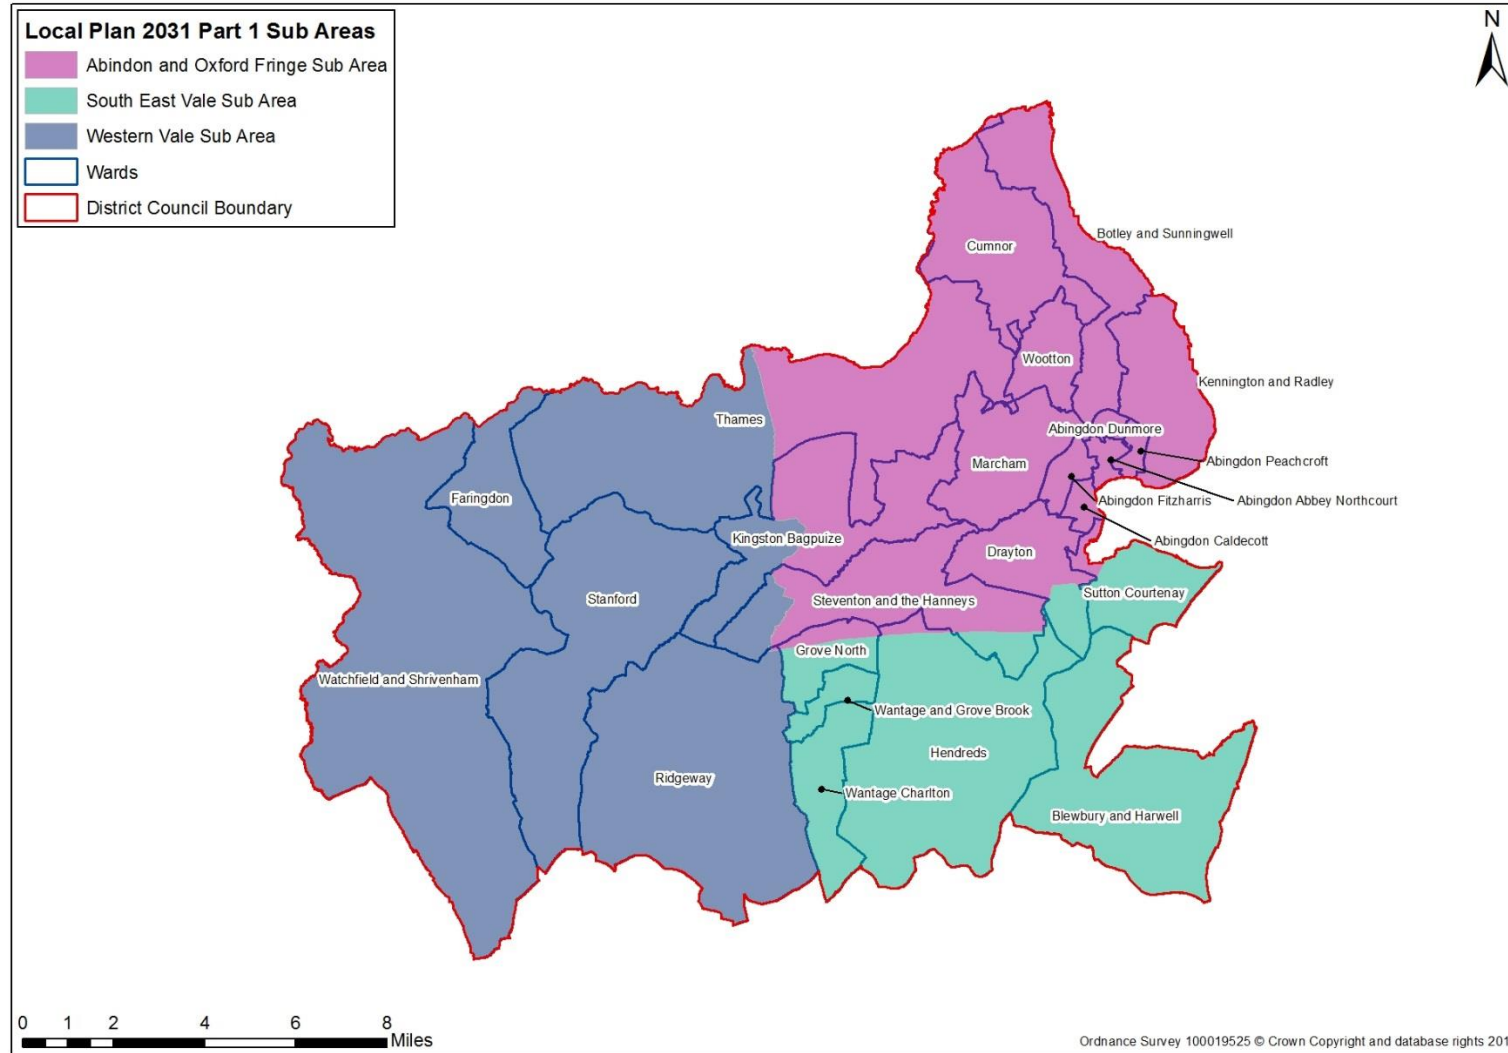 Local Plan 2031 Part 1 Sub Areas
Abindon and Oxford Fringe Sub Area
South East Vale Sub Area
Western Vale Sub Area
Wards
District Council Boundary
N
Cumnor
Botley and Sunningwell
Wootton
Kennington and Radley
Thames
Abingdon Dunmore
Marcham
Abingdon Peachcroft
Faringdon
Abingdon Fitzharris
Abingdon Abbey Northcourt
Kingston Bagpuize
Abingdon Caldecott
Drayton
Stanford
Steventon and the Hanneys
Sutton Courtenay
Grove North
Watchfield and Shrivenham
Wantage and Grove Brook
Hendreds
Ridgeway
Wantage Charlton
Blewbury and Harwell
0 1 2 4 6 8
Miles
Ordnance Survey 100019525 © Crown Copyright and database rights 201